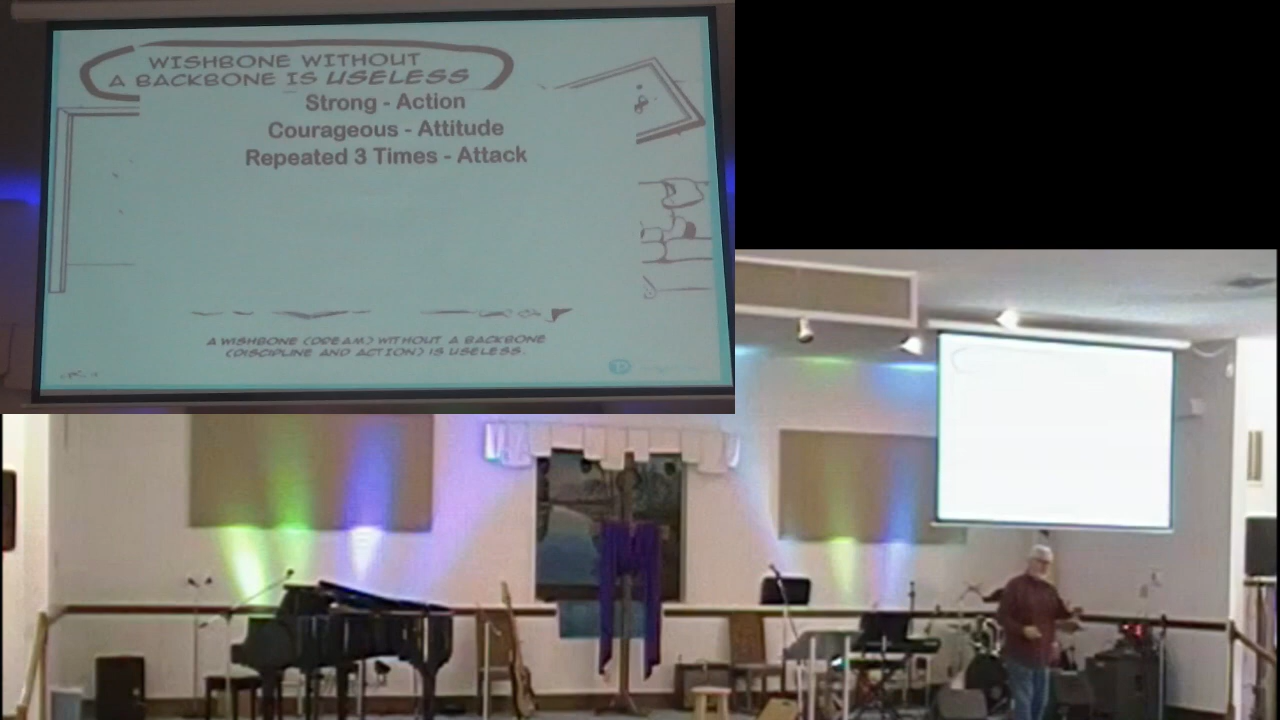 WISHBONE WITHOUT
A BACKBONE IS USELESS
Strong - Action
Courageous - Attitude
Repeated 3 Times - Attack
A WISHBONE (DREAM) WITHOUT A BACKBONE
(DISCIPLINE AND ACTION) IS USELESS.